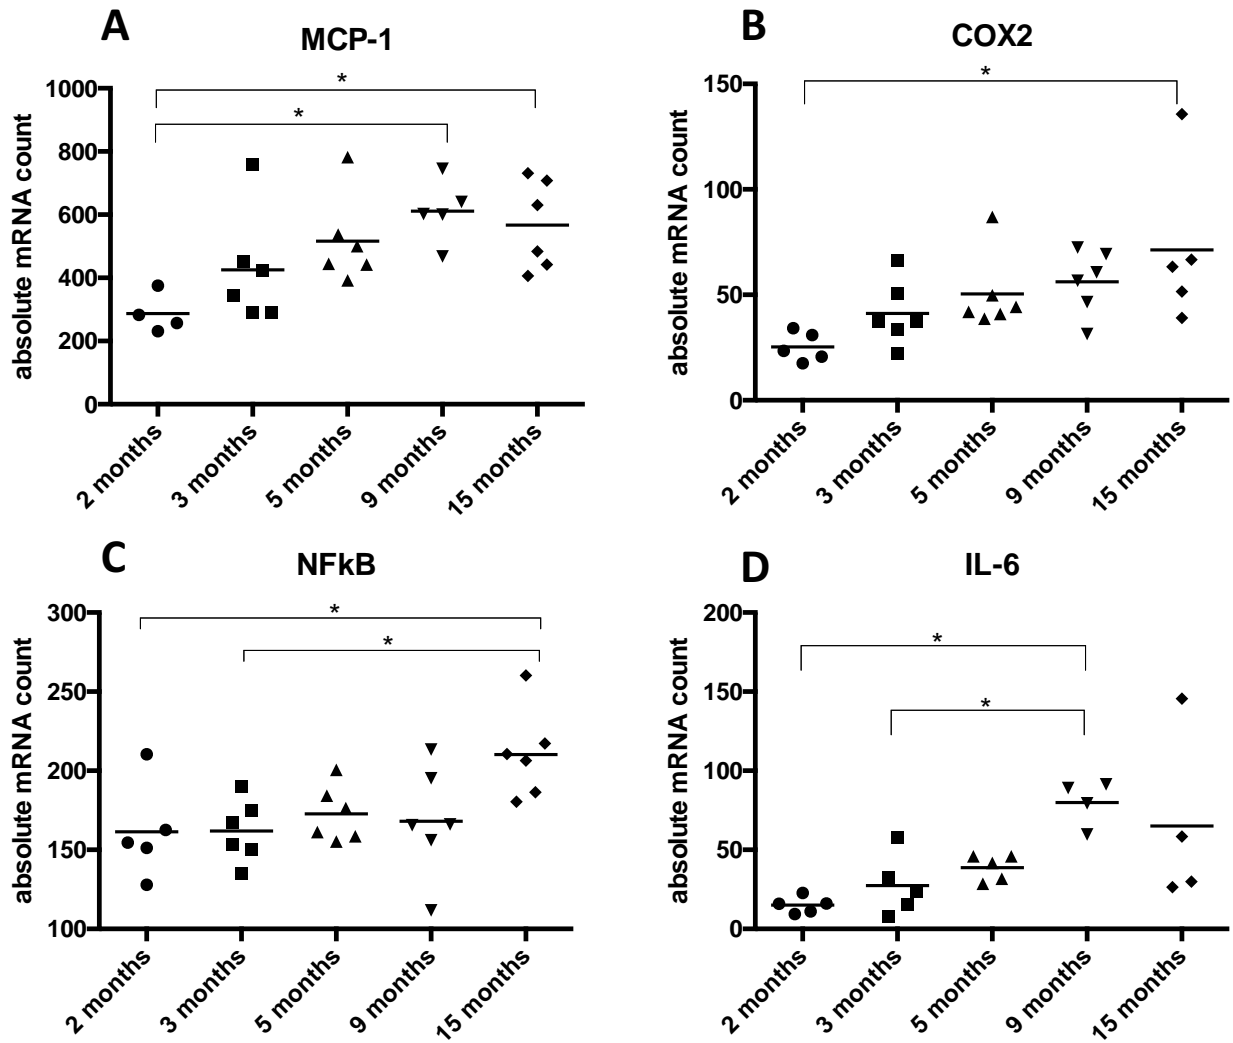 A
MCP-1
absolute mRNA count
1000
800
600
400
200
0
*
*
2 months
3 months
5 months
9 months
15 months
B
COX2
absolute mRNA count
150
100
50
0
*
2 months
3 months
5 months
9 months
15 months
C
NFkB
absolute mRNA count
300
250
200
150
100
*
*
2 months
3 months
5 months
9 months
15 months
D
IL-6
absolute mRNA count
200
150
100
50
0
*
*
2 months
3 months
5 months
9 months
15 months